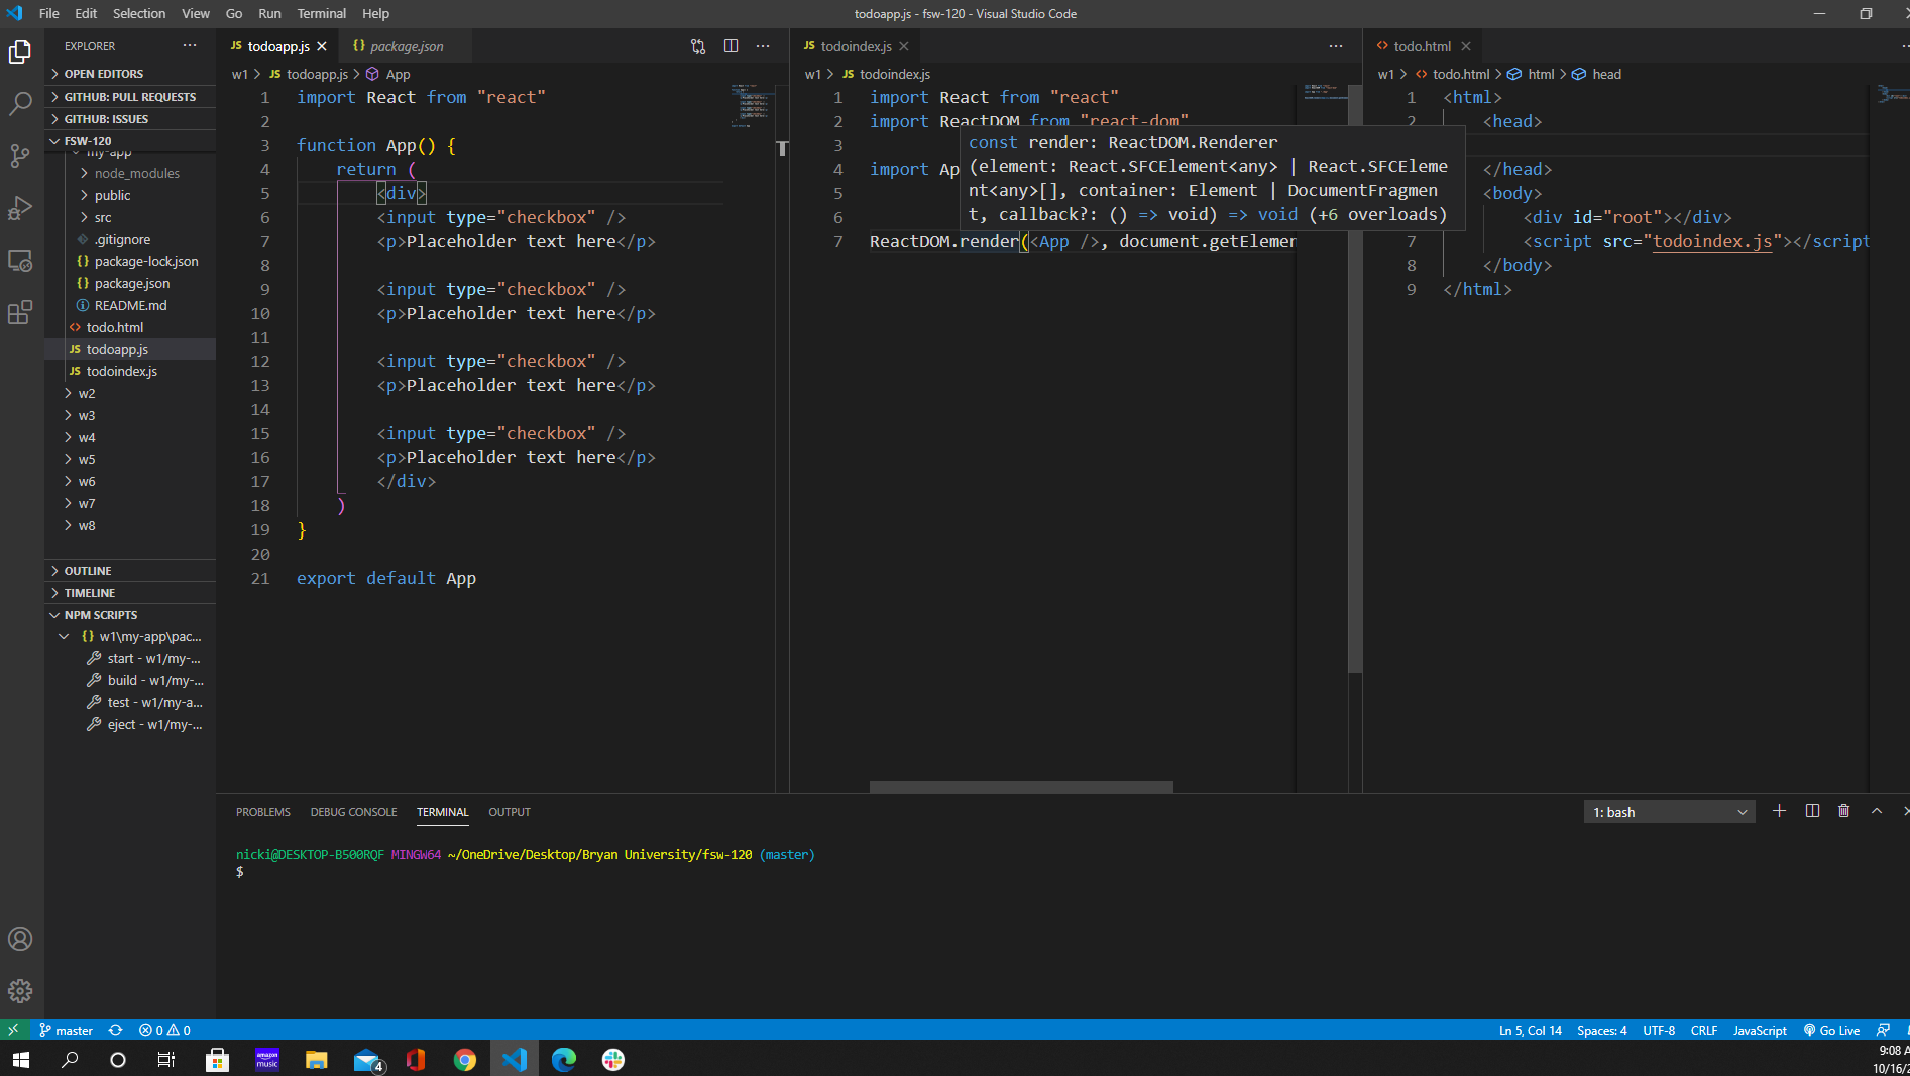 File Edit Selection View Go Run Terminal Help
todoapp.js - fsw-120 - Visual Studio Code
EXPLORER
OPEN EDITORS
GITHUB: PULL REQUESTS
GITHUB: ISSUES
FSW-120
my-app
node_modules
public
src
.gitignore
package-lock.json
package.json
README.md
todo.html
todoapp.js
todoindex.js
w2
w3
w4
w5
w6
w7
w8
OUTLINE
TIMELINE
NPM SCRIPTS
w1\my-app\pac...
start - w1/my-...
build - w1/my-...
test - w1/my-a...
eject - w1/my-...
JS todoapp.js
{} package.json
w1 > JS todoapp.js > App
1 import React from "react"
2
3 function App() {
4 return (
5 <div>
6 <input type="checkbox" />
7 <p>Placeholder text here</p>
8
9 <input type="checkbox" />
10 <p>Placeholder text here</p>
11
12 <input type="checkbox" />
13 <p>Placeholder text here</p>
14
15 <input type="checkbox" />
16 <p>Placeholder text here</p>
17 </div>
18 )
19 }
20
21 export default App
JS todoindex.js
w1 > JS todoindex.js
1 import React from "react"
2 import ReactDOM from "react-dom"
3
4 import Ap
5
6
7 ReactDOM.render(<App />, document.getElemen
const render: ReactDOM.Renderer
(element: React.SFCElement<any> | React.SFCEleme
nt<any>[], container: Element | DocumentFragmen
t, callback?: () => void) => void (+6 overloads)
<> todo.html
w1 > <> todo.html > html > head
1 <html>
2 <head>
</head>
<body>
<div id="root"></div>
7 <script src="todoindex.js"></script
8 </body>
9 </html>
PROBLEMS DEBUG CONSOLE TERMINAL OUTPUT
1: bash
nicki@DESKTOP-B500RQF MINGW64 ~/OneDrive/Desktop/Bryan University/fsw-120 (master)
$
master 0 0
Ln 5, Col 14 Spaces: 4 UTF-8 CRLF JavaScript Go Live
amazon music
4
9:08 A
10/16/2